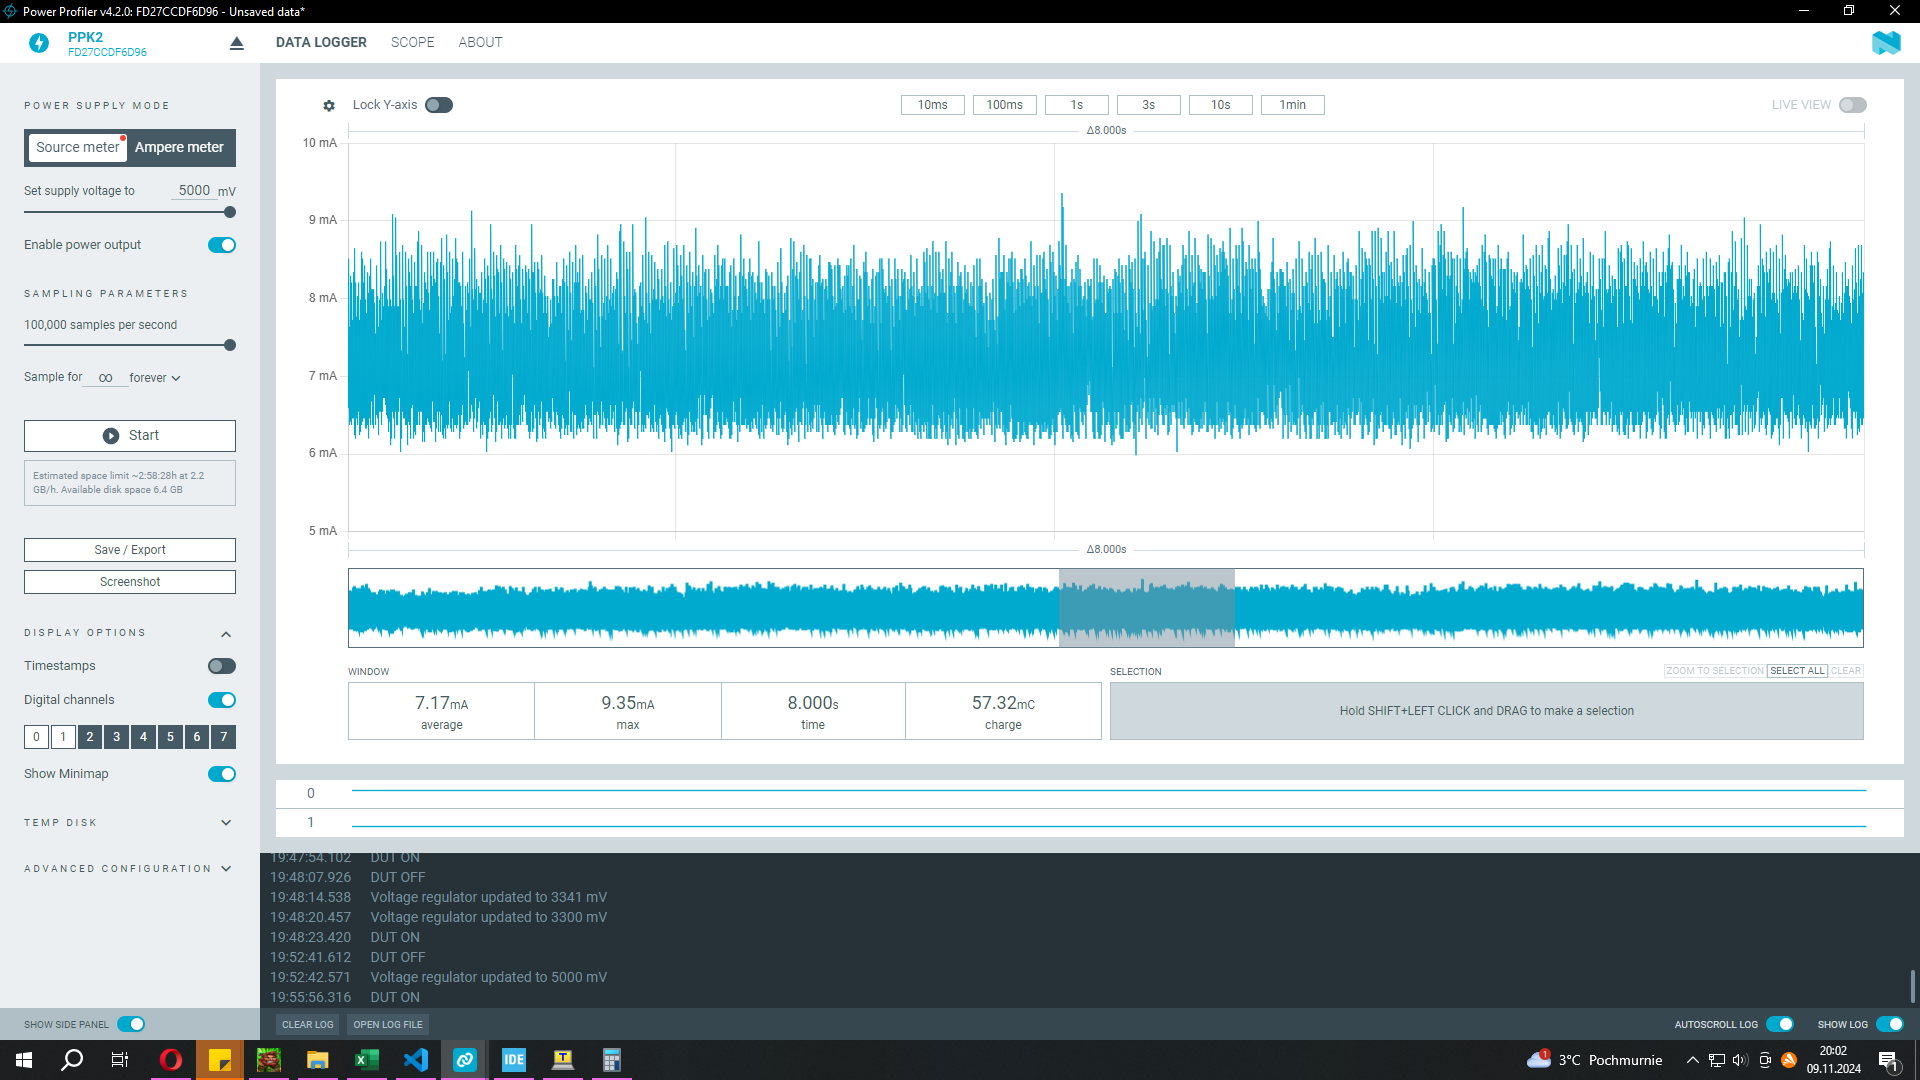 Power Profiler v4.2.0: FD27CCDF6D96 - Unsaved data*
PPK2
FD27CCDF6D96
DATA LOGGER
SCOPE
ABOUT
POWER SUPPLY MODE
Source meter
Ampere meter
Set supply voltage to 5000 mV
Enable power output
SAMPLING PARAMETERS
100,000 samples per second
Sample for ∞ forever
Start
Estimated space limit ~2:58:28h at 2.2
GB/h. Available disk space 6.4 GB
Save / Export
Screenshot
DISPLAY OPTIONS
Timestamps
Digital channels
0 1 2 3 4 5 6 7
Show Minimap
TEMP DISK
ADVANCED CONFIGURATION
SHOW SIDE PANEL
Lock Y-axis
10ms 100ms 1s 3s 10s 1min
LIVE VIEW
Δ8.000s
10 mA
9 mA
8 mA
7 mA
6 mA
5 mA
Δ8.000s
WINDOW
7.17mA
average
9.35mA
max
8.000s
time
57.32mC
charge
SELECTION
ZOOM TO SELECTION SELECT ALL CLEAR
Hold SHIFT+LEFT CLICK and DRAG to make a selection
0
1
19:47:54.102 DUT ON
19:48:07.926 DUT OFF
19:48:14.538 Voltage regulator updated to 3341 mV
19:48:20.457 Voltage regulator updated to 3300 mV
19:48:23.420 DUT ON
19:52:41.612 DUT OFF
19:52:42.571 Voltage regulator updated to 5000 mV
19:55:56.316 DUT ON
CLEAR LOG
OPEN LOG FILE
AUTOSCROLL LOG
SHOW LOG
IDE
T
1
3°C Pochmurnie
20:02
09.11.2024
1